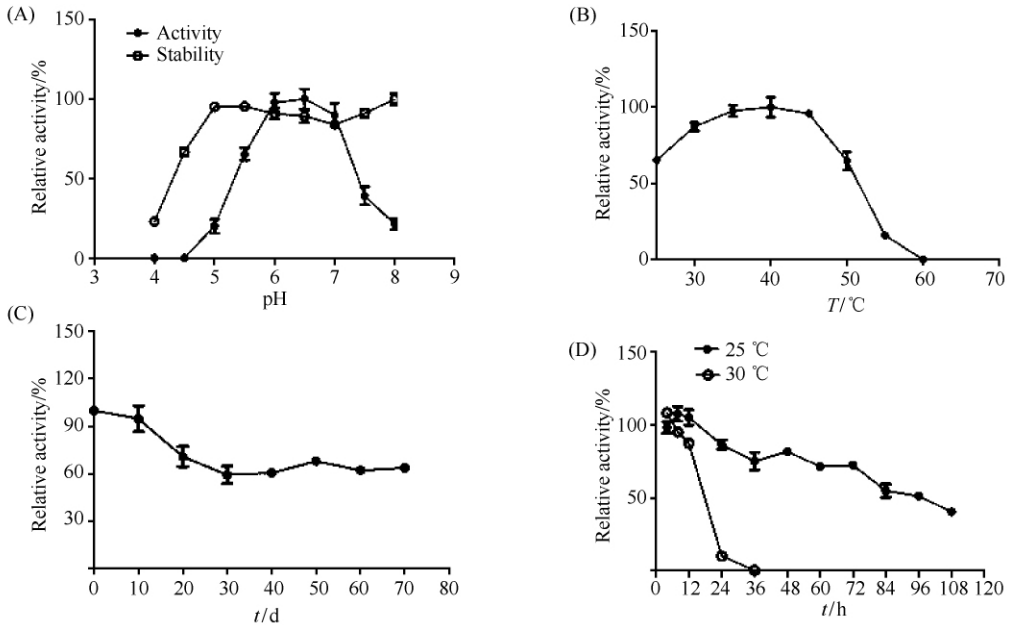 (A)
150
100
50
0
Relative activity/%
Activity
Stability
3 4 5 6 7 8 9
pH
(B)
150
100
50
0
Relative activity/%
30 40 50 60 70
T/℃
(C)
150
120
90
60
30
Relative activity/%
0 10 20 30 40 50 60 70 80
t/d
(D)
150
100
50
0
Relative activity/%
25 ℃
30 ℃
0 12 24 36 48 60 72 84 96 108 120
t/h